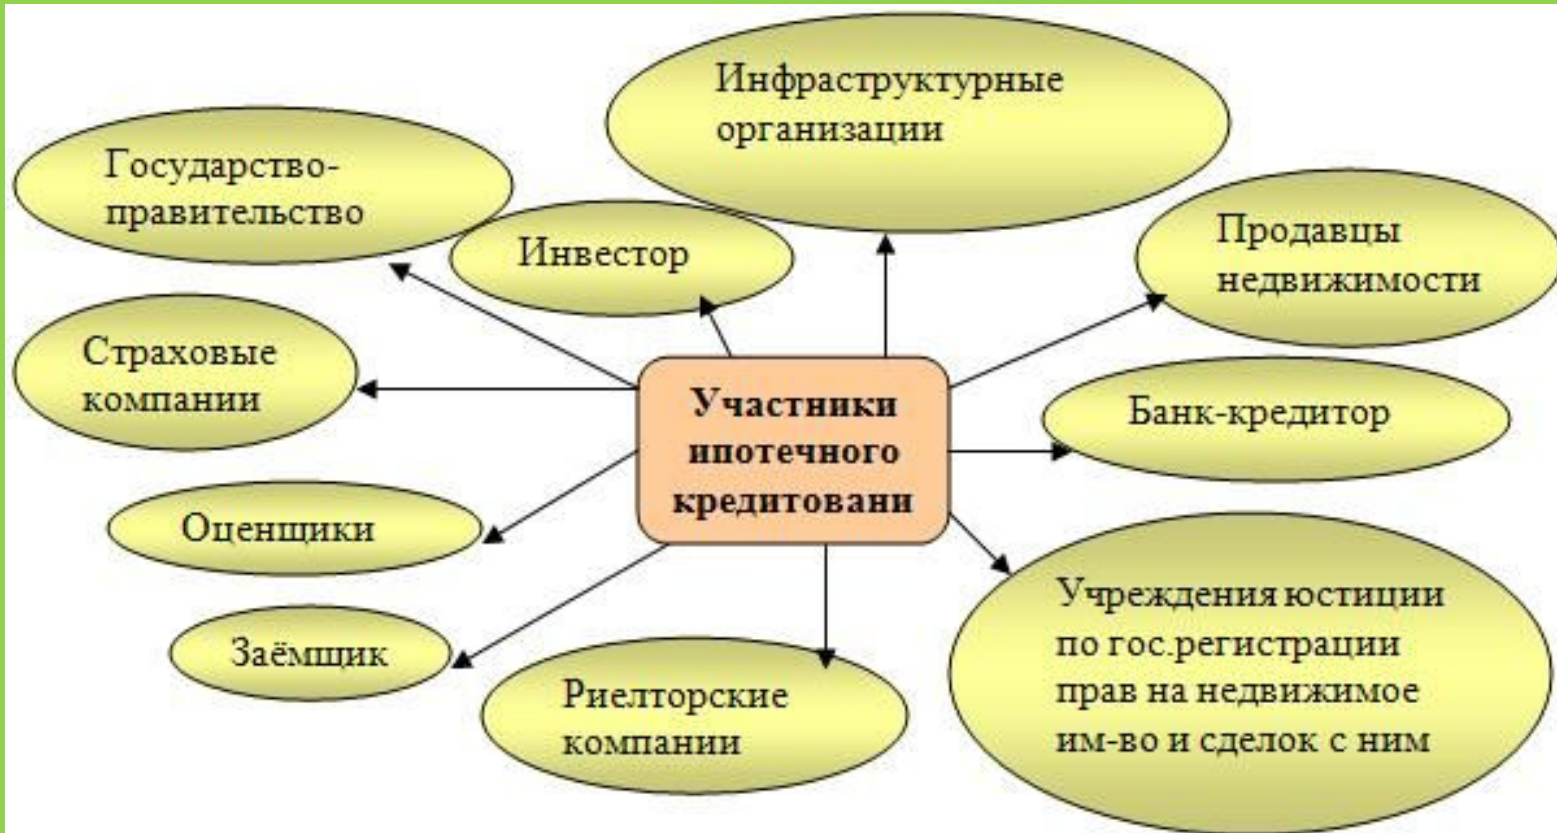 Инфраструктурные
организации
Государство-
правительство
Инвестор
Продавцы
недвижимости
Страховые
компании
Участники
ипотечного
кредитовани
Банк-кредитор
Оценщики
Заёмщик
Риелторские
компании
Учреждения юстиции
по гос.регистрации
прав на недвижимое
им-во и сделок с ним